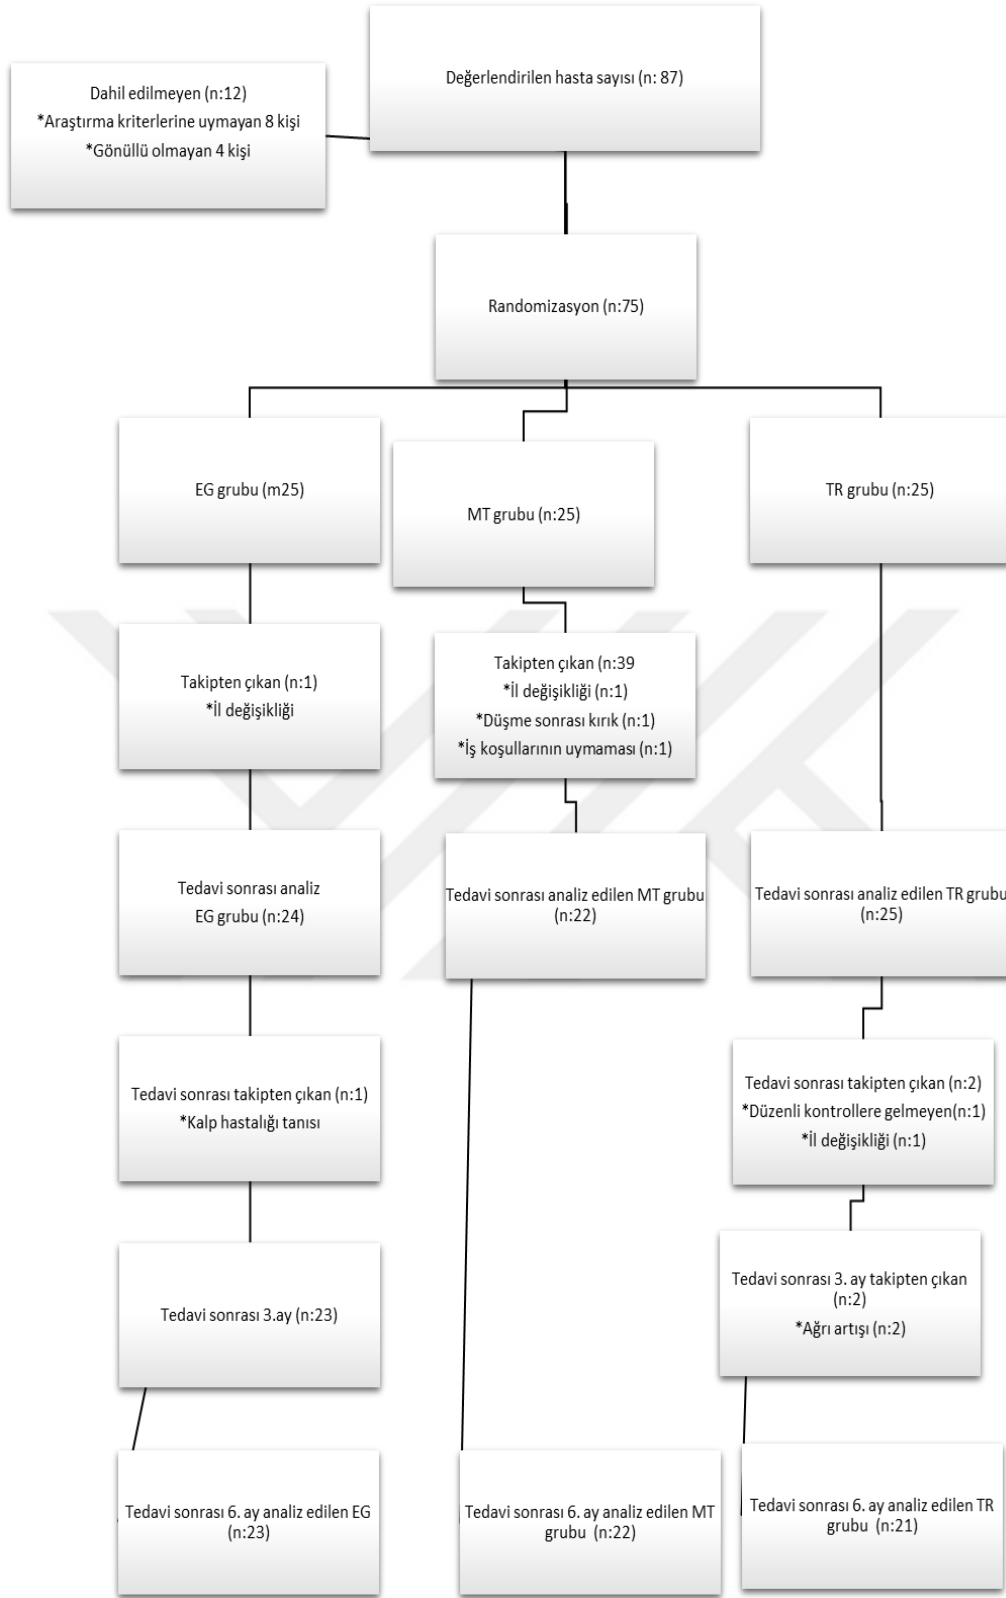 Değerlendirilen hasta sayısı (n: 87)
Dahil edilmeyen (n:12)
*Araştırma kriterlerine uymayan 8 kişi
*Gönüllü olmayan 4 kişi
Randomizasyon (n:75)
EG grubu (m25)
MT grubu (n:25)
TR grubu (n:25)
Takipten çıkan (n:1)
*İl değişikliği
Takipten çıkan (n:39
*İl değişikliği (n:1)
*Düşme sonrası kırık (n:1)
*İş koşullarının uymaması (n:1)
Tedavi sonrası analiz
EG grubu (n:24)
Tedavi sonrası analiz edilen MT grubu
(n:22)
Tedavi sonrası analiz edilen TR grubu
(n:25)
Tedavi sonrası takipten çıkan (n:1)
*Kalp hastalığı tanısı
Tedavi sonrası takipten çıkan (n:2)
*Düzenli kontrollere gelmeyen(n:1)
*İl değişikliği (n:1)
Tedavi sonrası 3.ay (n:23)
Tedavi sonrası 3. ay takipten çıkan
(n:2)
*Ağrı artışı (n:2)
Tedavi sonrası 6. ay analiz edilen EG
(n:23)
Tedavi sonrası 6. ay analiz edilen MT
grubu (n:22)
Tedavi sonrası 6. ay analiz edilen TR
grubu (n:21)